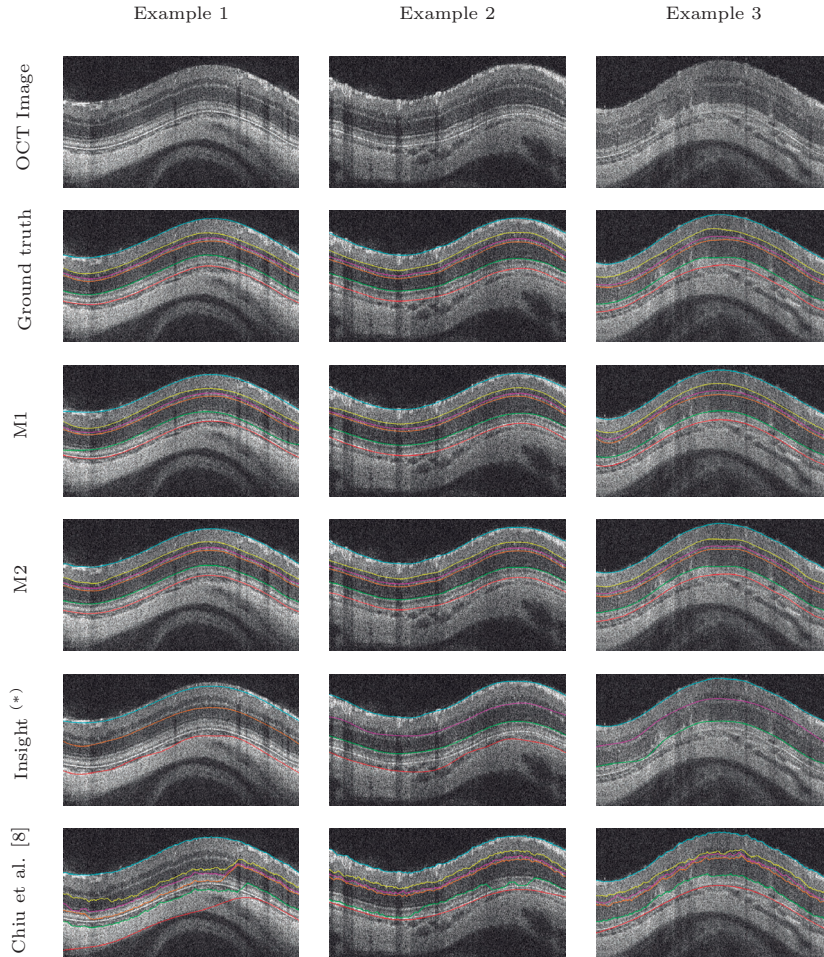 Example 1
Example 2
Example 3
OCT Image
Ground truth
M1
M2
Insight (*)
Chiu et al. [8]